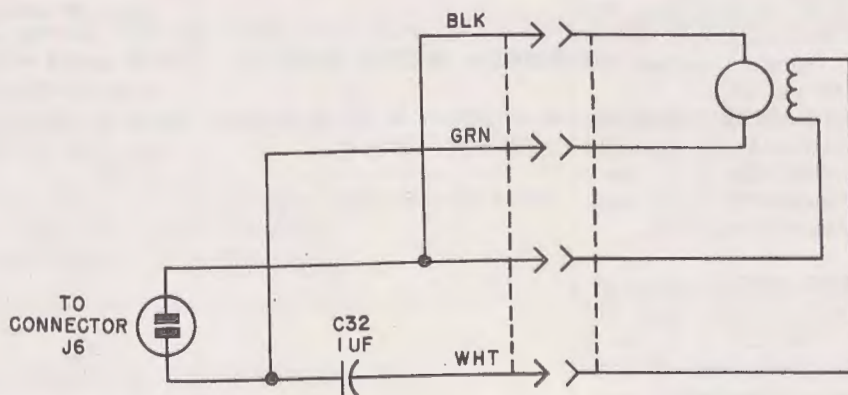 BLK
GRN
TO
CONNECTOR
J6
C32
1 UF
WHT